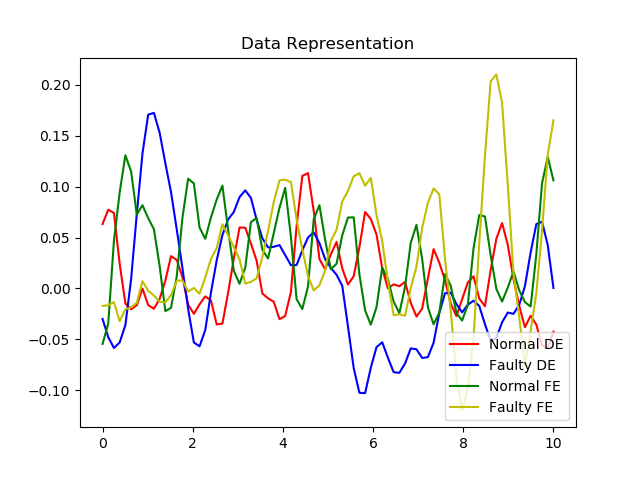 Data Representation
0.20
0.15
0.10
0.05
0.00
−0.05
−0.10
0 2 4 6 8 10
Normal DE
Faulty DE
Normal FE
Faulty FE